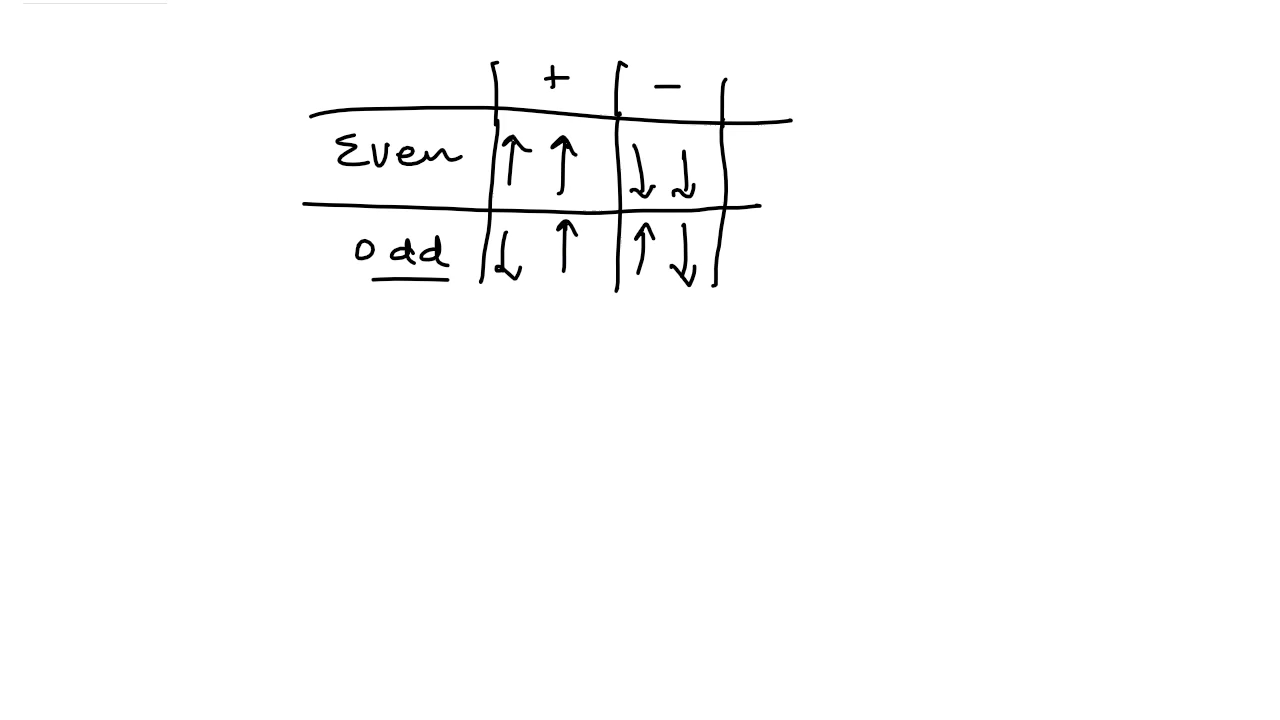 + −
Even ↑ ↑ ↓ ↓
Odd ↓ ↑ ↑ ↓